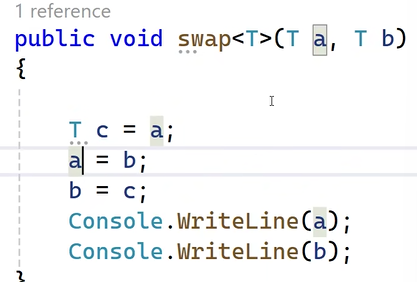 1 reference
public void swap<T>(T a, T b)
{
T c = a;
a = b;
b = c;
Console.WriteLine(a);
Console.WriteLine(b);
}